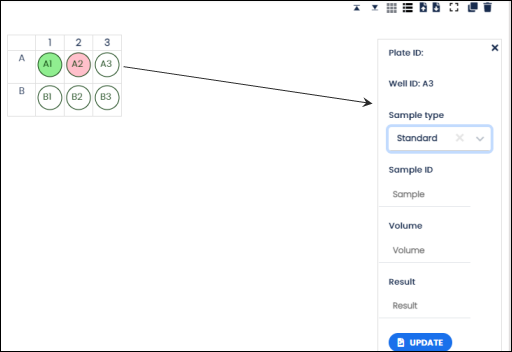 1 2 3
A A1 A2 A3
B B1 B2 B3
Plate ID:
Well ID: A3
Sample type
Standard
Sample ID
Sample
Volume
Volume
Result
Result
UPDATE